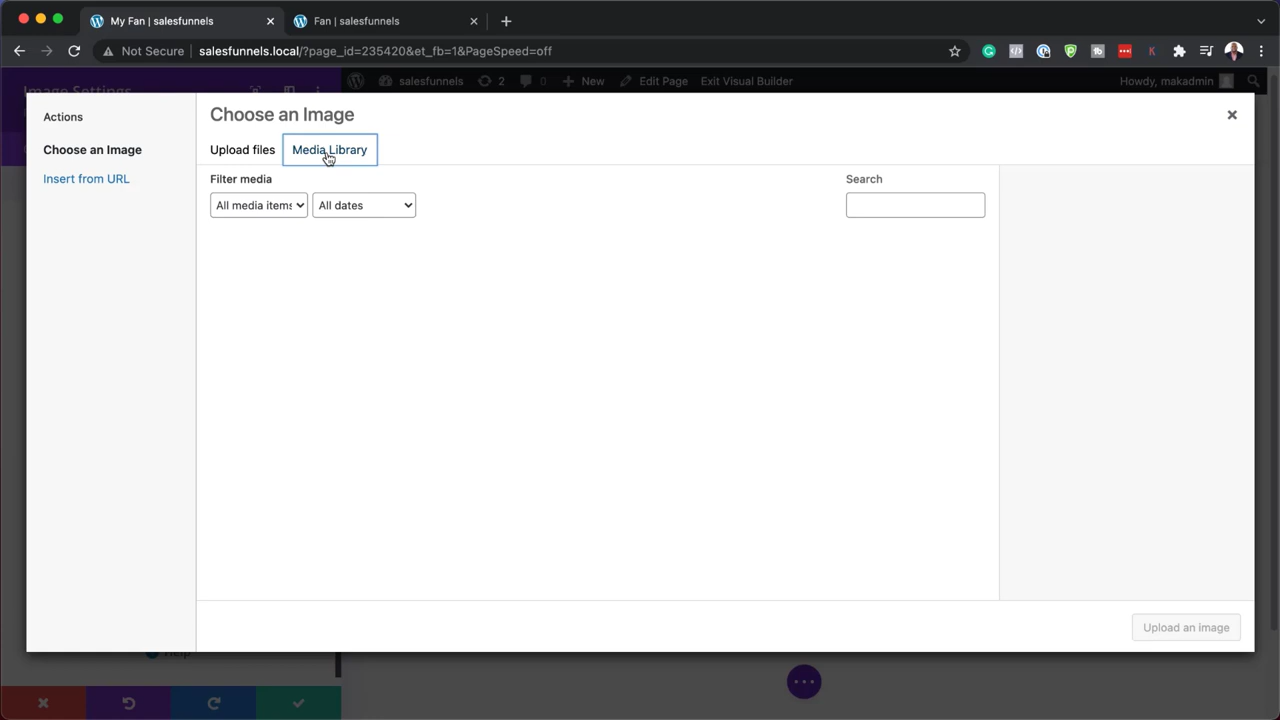 My Fan | salesfunnels
Fan | salesfunnels
Not Secure
salesfunnels.local/?page_id=235420&et_fb=1&PageSpeed=off
Image Settings
salesfunnels
2
0
New
Edit Page
Exit Visual Builder
Howdy, makadmin
Actions
Choose an Image
Insert from URL
Choose an Image
Upload files
Media Library
Filter media
All media items
All dates
Search
Upload an image
Help